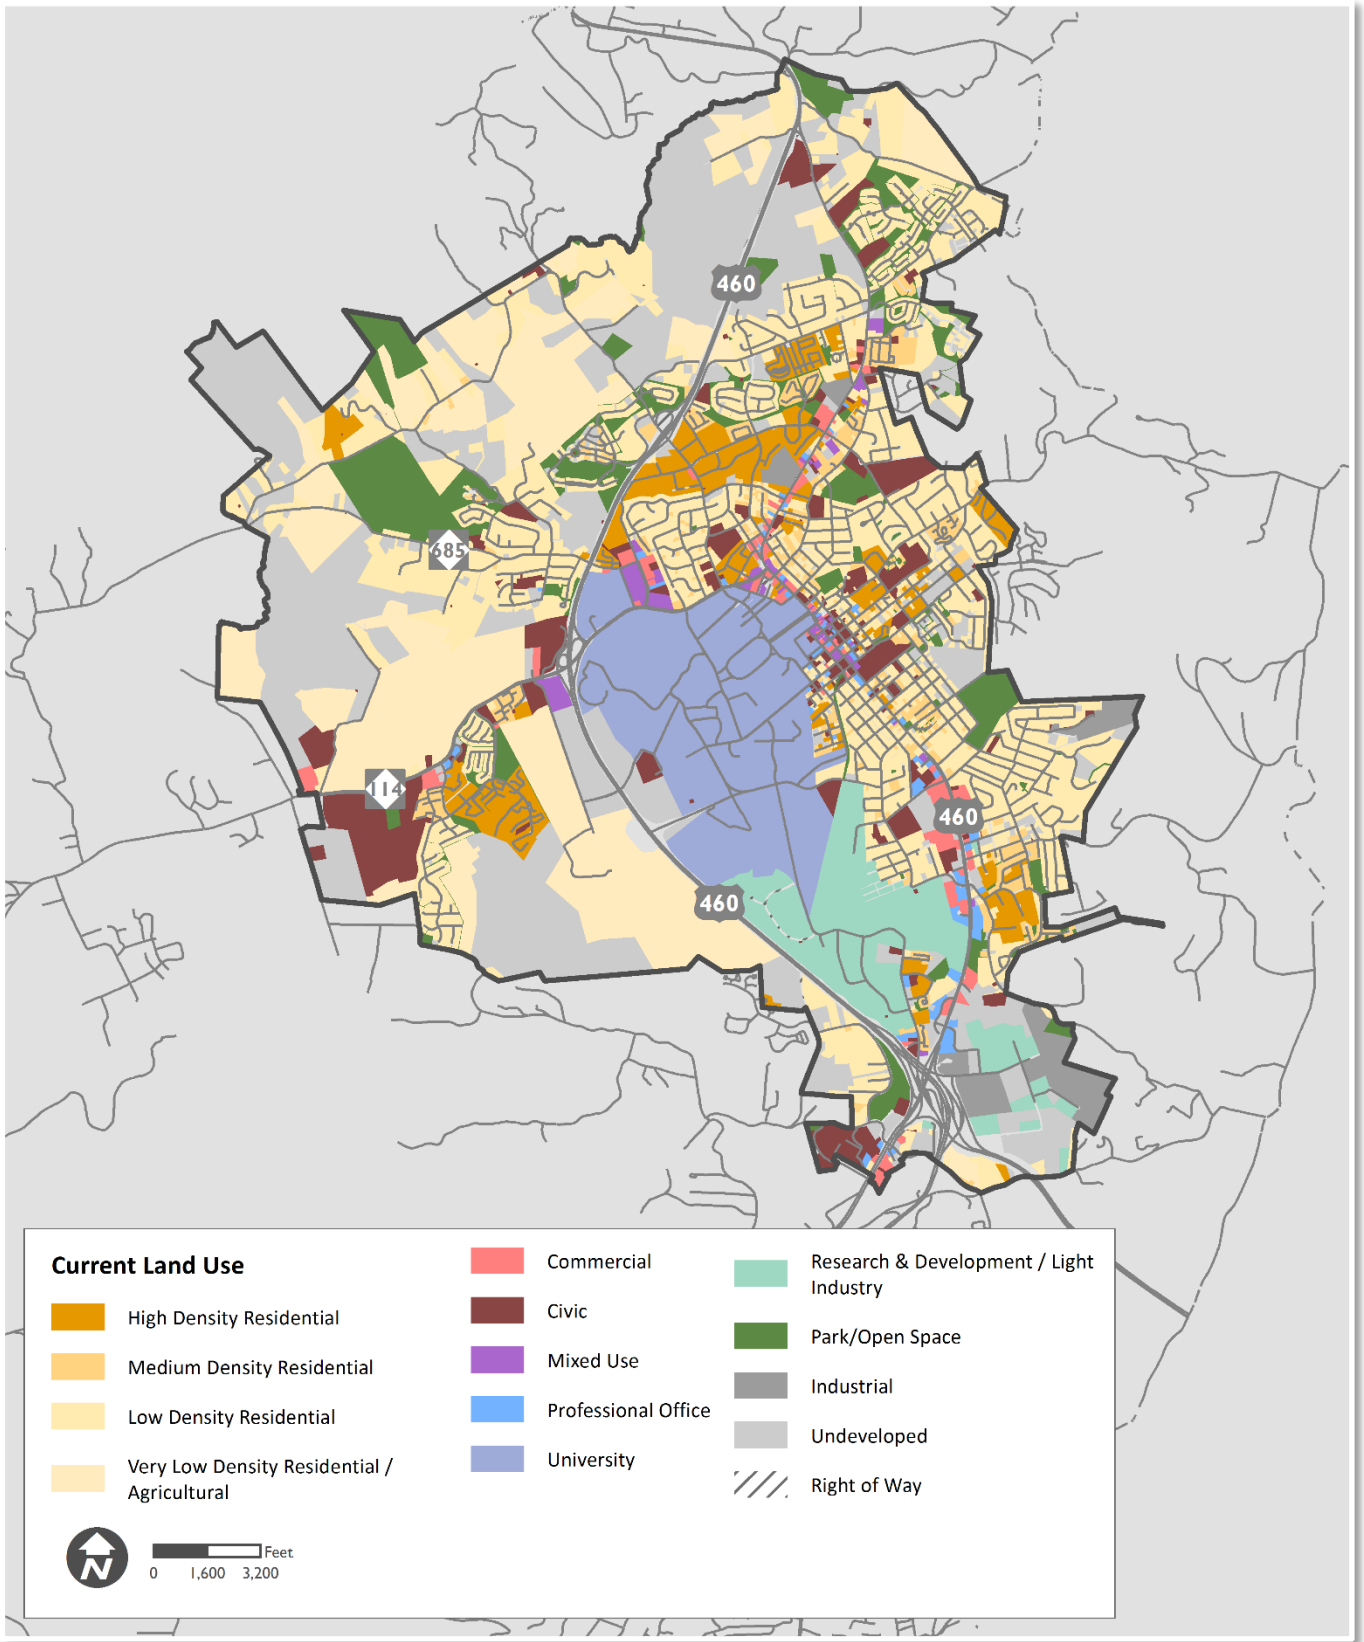 460
685
114
460
460
Current Land Use
High Density Residential
Medium Density Residential
Low Density Residential
Very Low Density Residential /
Agricultural
Commercial
Civic
Mixed Use
Professional Office
University
Research & Development / Light
Industry
Park/Open Space
Industrial
Undeveloped
Right of Way
N
Feet
0 1,600 3,200